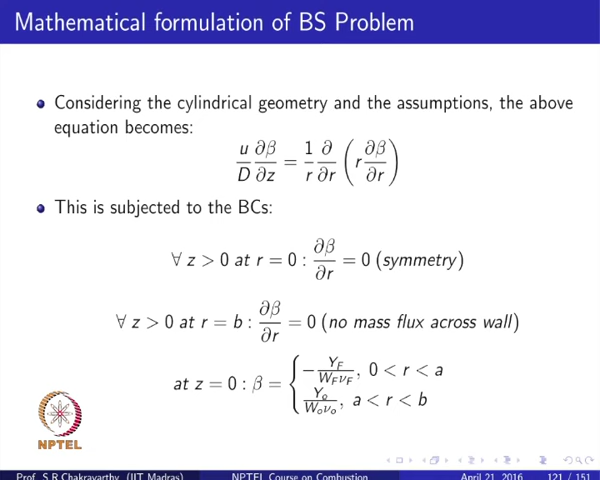 Mathematical formulation of BS Problem
Considering the cylindrical geometry and the assumptions, the above
equation becomes:
u/D ∂β/∂z = 1/r ∂/∂r (r ∂β/∂r)
This is subjected to the BCs:
∀ z > 0 at r = 0 : ∂β/∂r = 0 (symmetry)
∀ z > 0 at r = b : ∂β/∂r = 0 (no mass flux across wall)
at z = 0 : β = { −Y_F/(W_F ν_F), 0 < r < a
Y_o/(W_o ν_o), a < r < b
NPTEL
Prof. S.R.Chakravarthy (IIT Madras) NPTEL Course on Combustion April 21, 2016 121 / 151